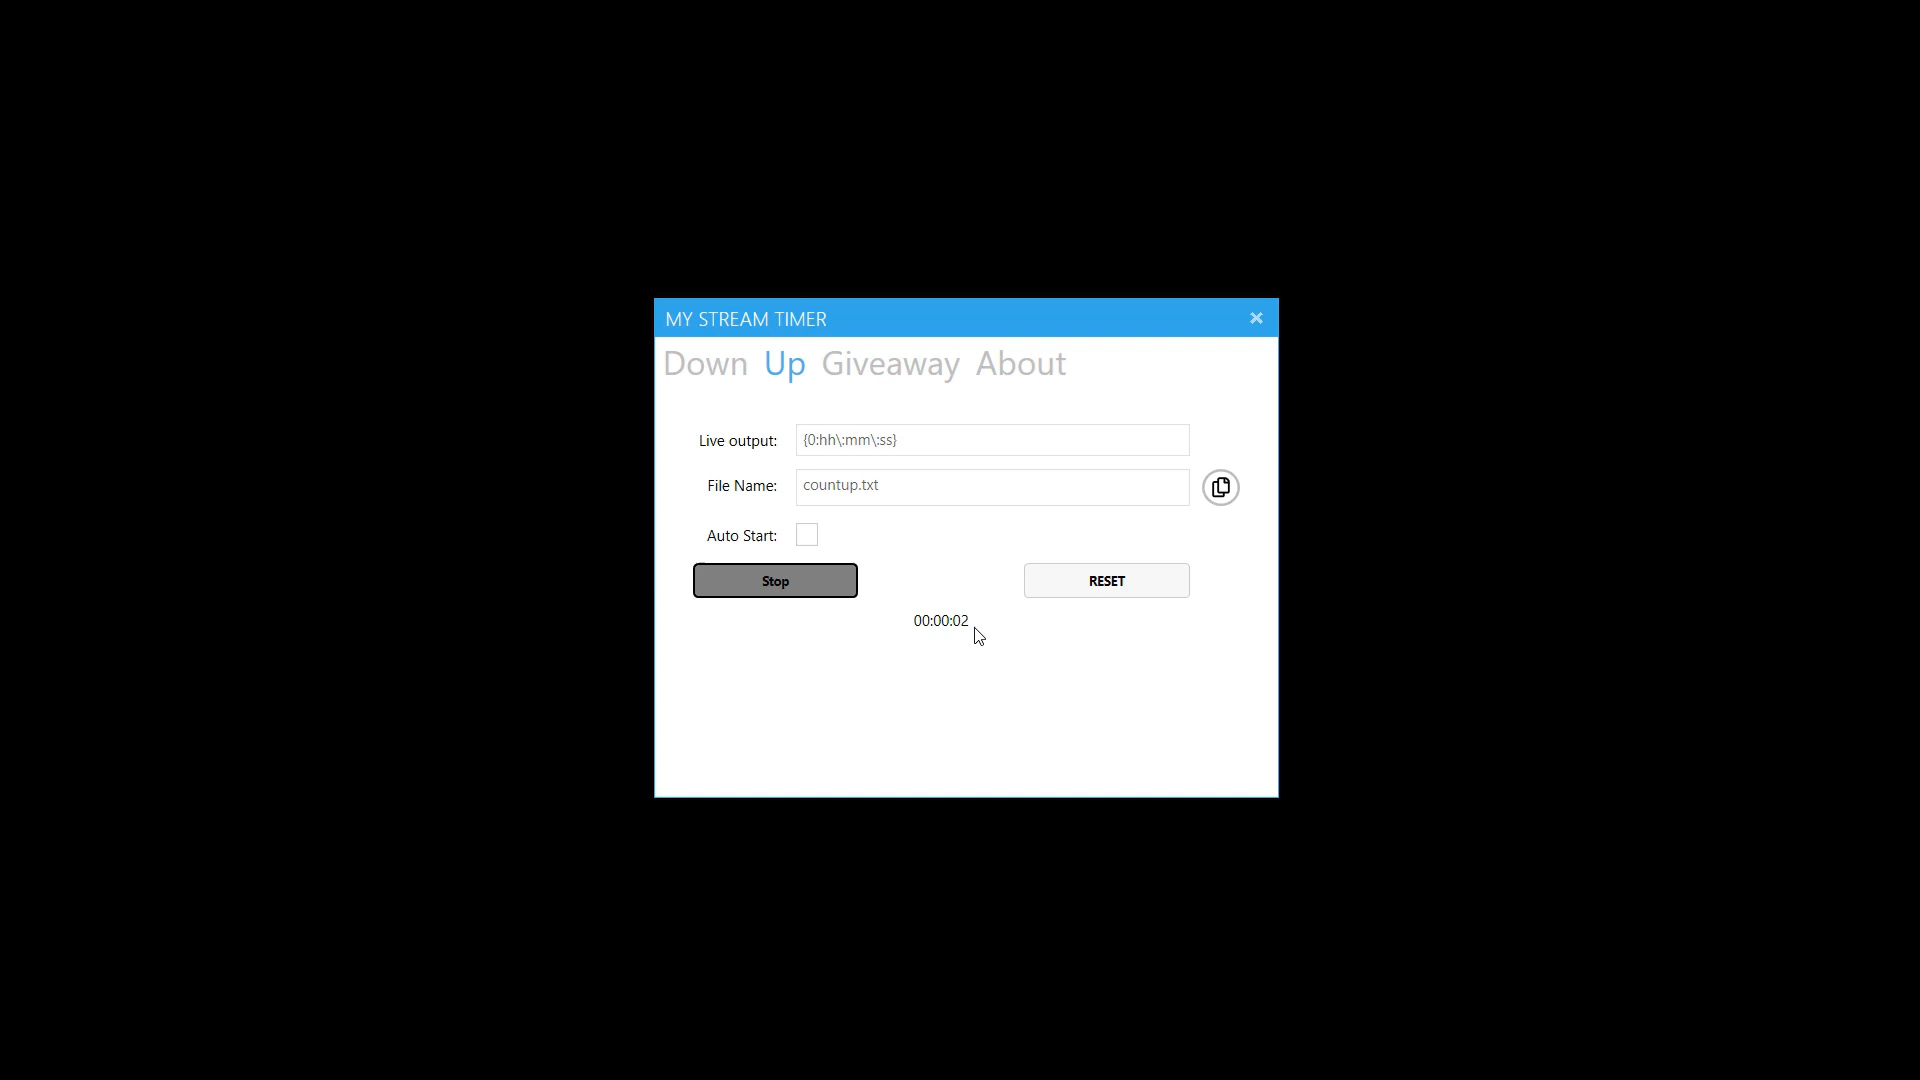 MY STREAM TIMER
Down Up Giveaway About
Live output: {0:hh\:mm\:ss}
File Name: countup.txt
Auto Start:
Stop RESET
00:00:02